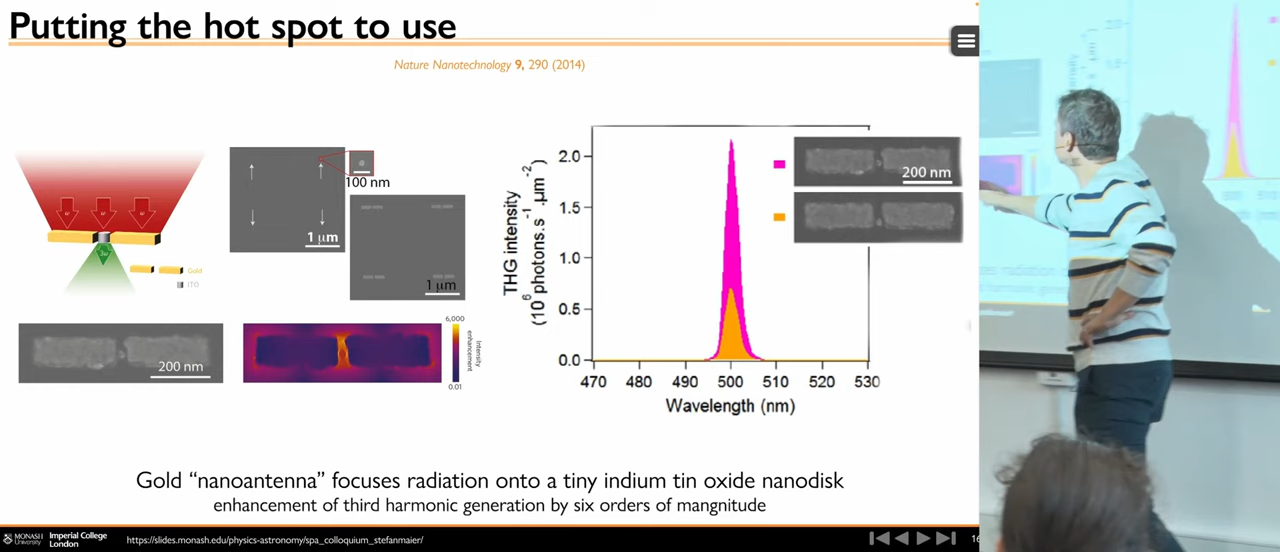 Putting the hot spot to use
Nature Nanotechnology 9, 290 (2014)
ω ω ω
3ω
Gold
ITO
100 nm
1 μm
1 μm
200 nm
6,000
Intensity
enhancement
0.01
THG intensity
(10⁶ photons.s⁻¹.μm⁻²)
2.0
1.5
1.0
0.5
0.0
470 480 490 500 510 520 530
Wavelength (nm)
200 nm
Gold “nanoantenna” focuses radiation onto a tiny indium tin oxide nanodisk
enhancement of third harmonic generation by six orders of mangnitude
MONASH
University
Imperial College
London
https://slides.monash.edu/physics-astronomy/spa_colloquium_stefanmaier/